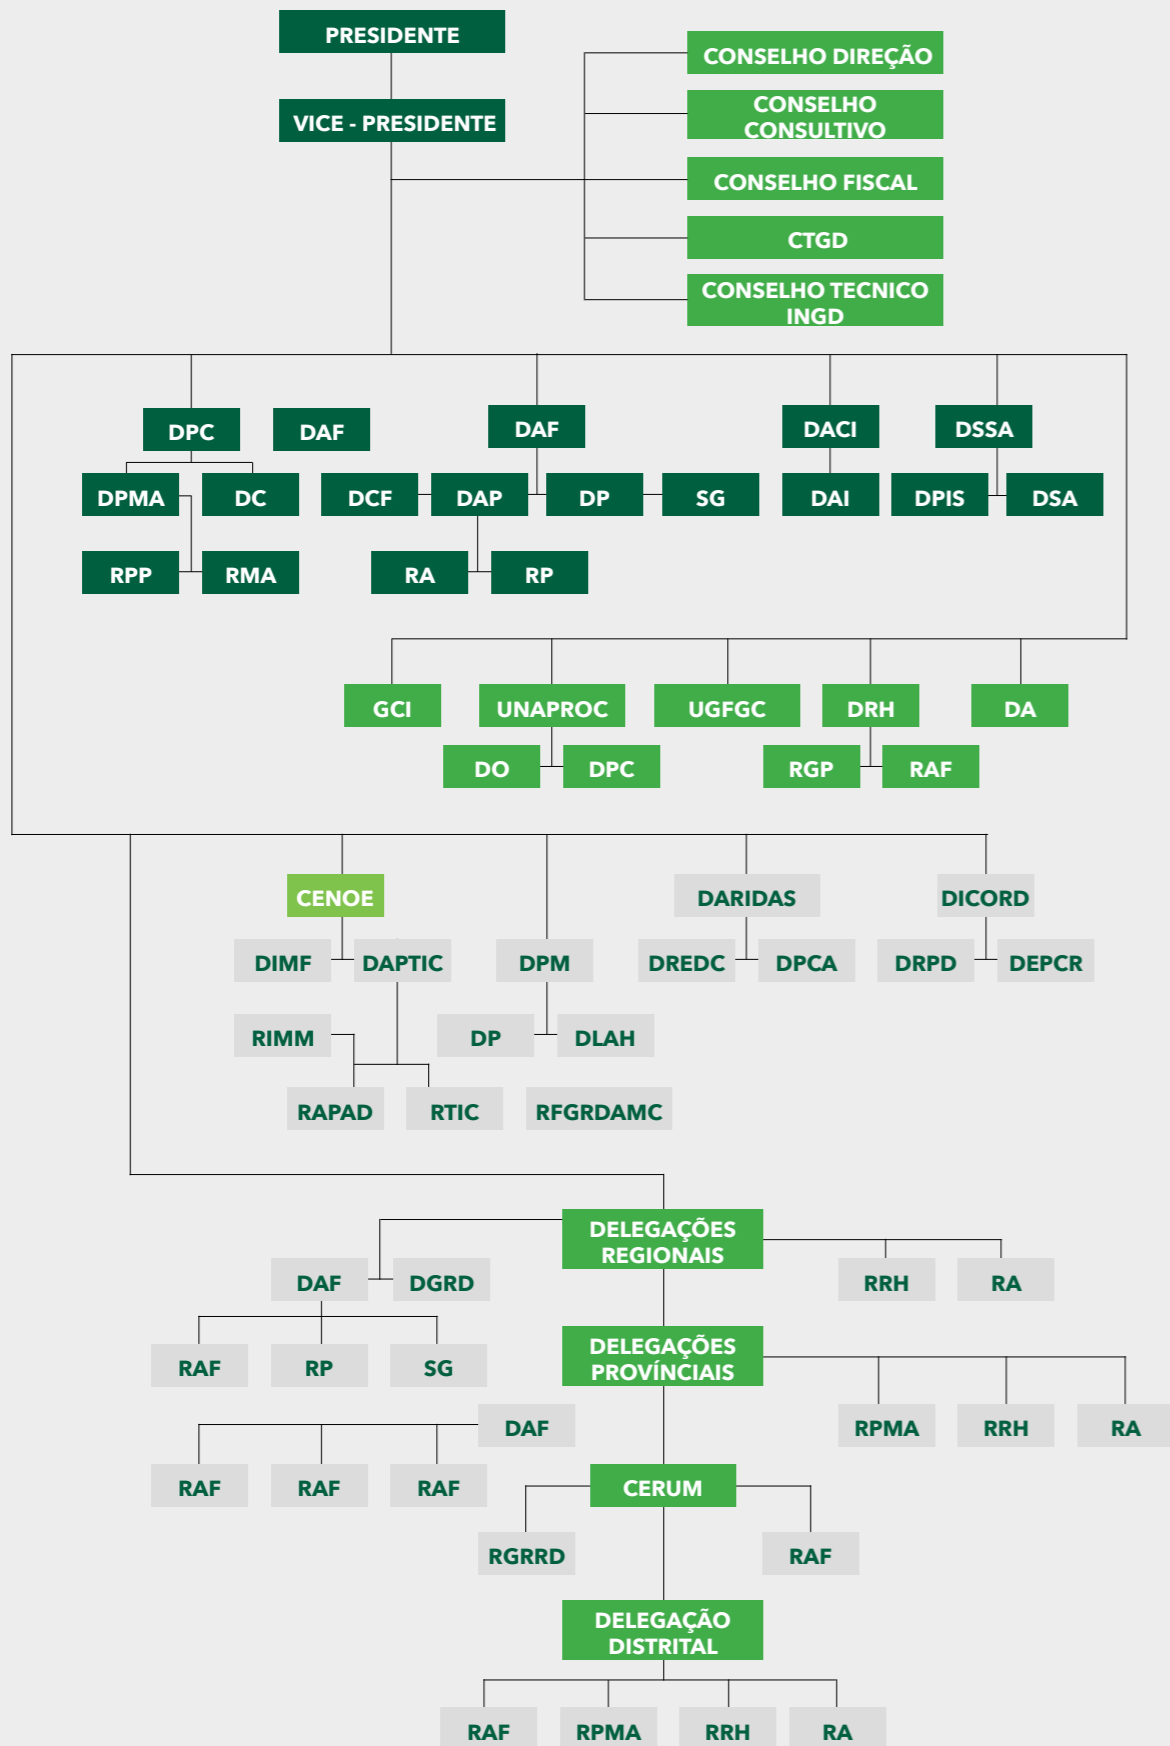 PRESIDENTE
VICE - PRESIDENTE
CONSELHO DIREÇÃO
CONSELHO
CONSULTIVO
CONSELHO FISCAL
CTGD
CONSELHO TECNICO
INGD
DPC
DAF
DAF
DACI
DSSA
DPMA
DC
DCF
DAP
DP
SG
DAI
DPIS
DSA
RPP
RMA
RA
RP
GCI
UNAPROC
UGFGC
DRH
DA
DO
DPC
RGP
RAF
CENOE
DARIDAS
DICORD
DIMF
DAPTIC
DPM
DREDC
DPCA
DRPD
DEPCR
RIMM
DP
DLAH
RAPAD
RTIC
RFGRDAMC
DELEGAÇÕES
REGIONAIS
DAF
DGRD
RRH
RA
RAF
RP
SG
DELEGAÇÕES
PROVÍNCIAIS
DAF
RPMA
RRH
RA
RAF
RAF
RAF
CERUM
RGRRD
RAF
DELEGAÇÃO
DISTRITAL
RAF
RPMA
RRH
RA